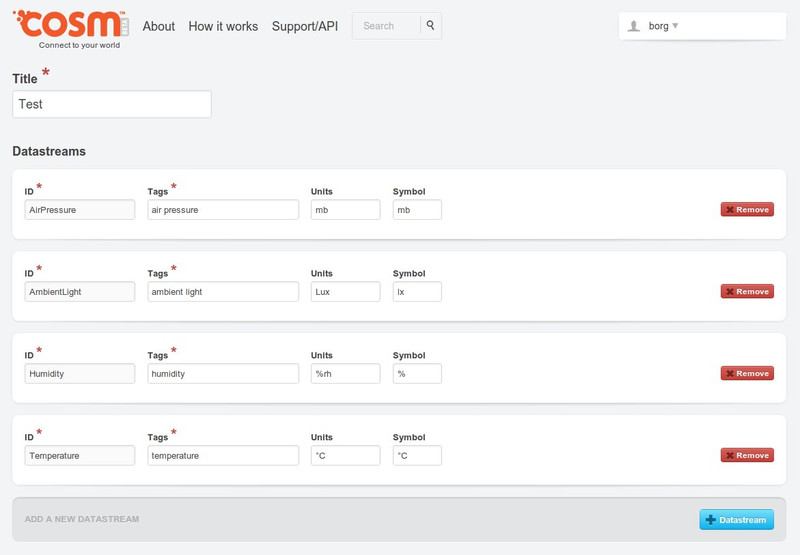 COSM™ About How it works Support/API Search borg
Connect to your world
Title *
Test
Datastreams
ID * Tags * Units Symbol
AirPressure air pressure mb mb Remove
ID * Tags * Units Symbol
AmbientLight ambient light Lux lx Remove
ID * Tags * Units Symbol
Humidity humidity %rh % Remove
ID * Tags * Units Symbol
Temperature temperature °C °C Remove
ADD A NEW DATASTREAM Datastream